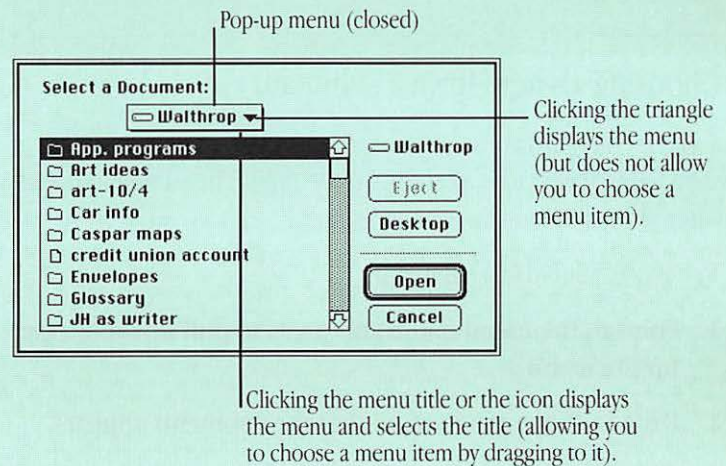 Pop-up menu (closed)
Select a Document:
Walthrop
App. programs
Art ideas
art-10/4
Car info
Caspar maps
credit union account
Envelopes
Glossary
JH as writer
Walthrop
Eject
Desktop
Open
Cancel
Clicking the triangle
displays the menu
(but does not allow
you to choose a
menu item).
Clicking the menu title or the icon displays
the menu and selects the title (allowing you
to choose a menu item by dragging to it).